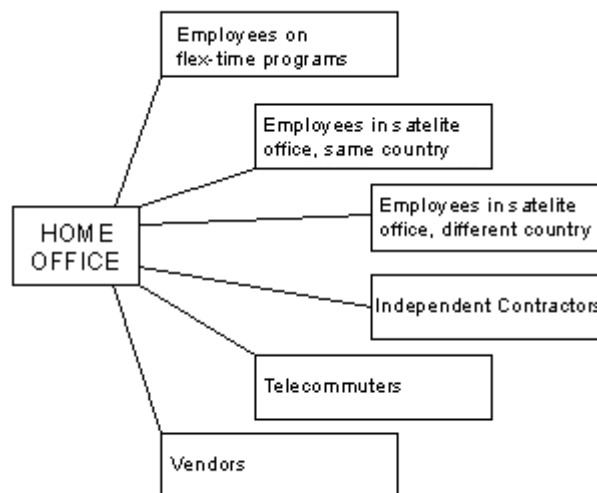 Employees on
flex-time programs
Employees in satelite
office, same country
HOME
OFFICE
Employees in satelite
office, different country
Independent Contractors
Telecommuters
Vendors